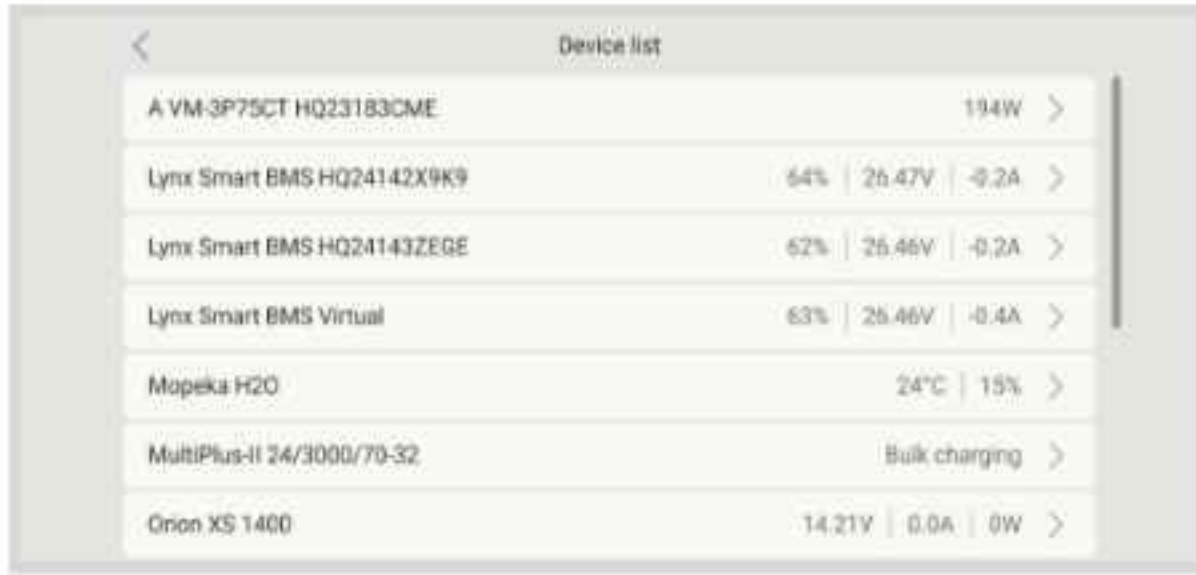 Device list
A VM-3P75CT HQ23183CME 194W
Lynx Smart BMS HQ24142X9K9 64% 26.47V -0.2A
Lynx Smart BMS HQ24143ZEGE 62% 26.46V -0.2A
Lynx Smart BMS Virtual 63% 26.46V -0.4A
Mopeka H2O 24°C 15%
MultiPlus-II 24/3000/70-32 Bulk charging
Orion XS 1400 14.21V 0.0A 0W